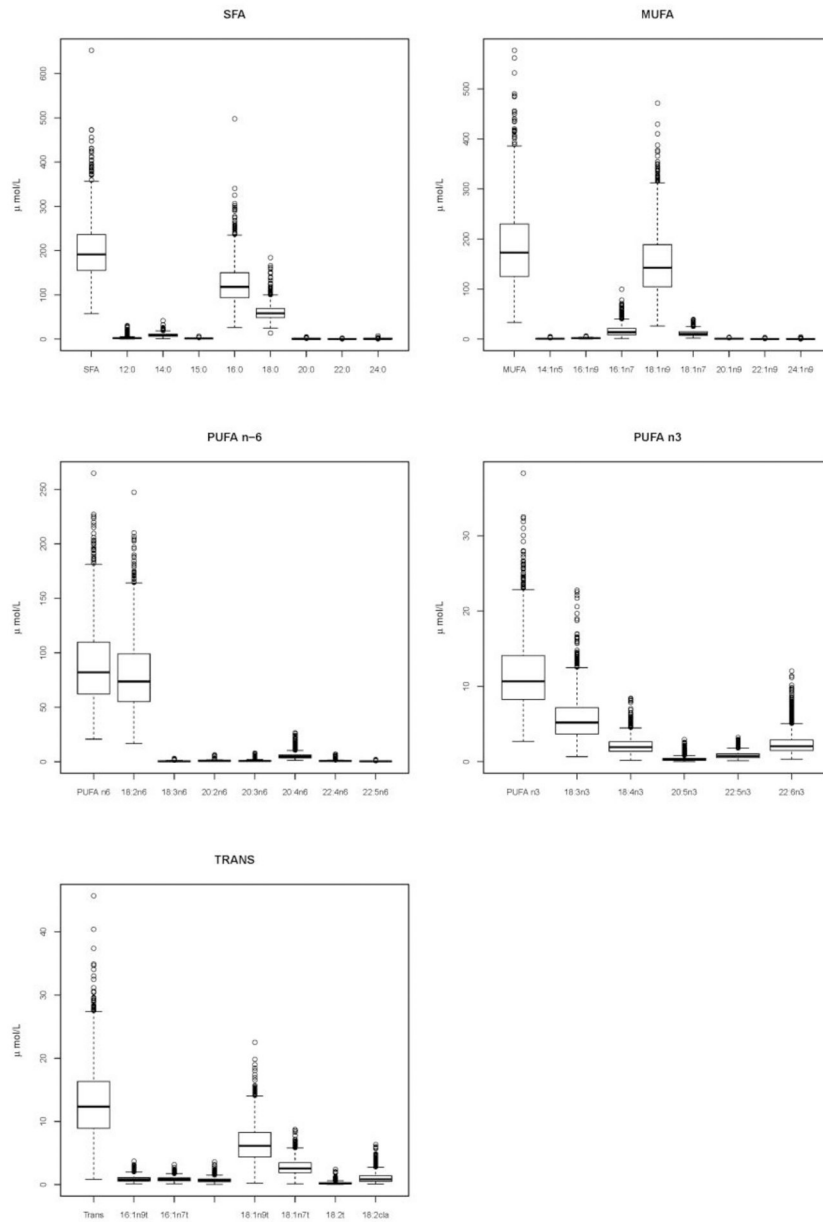 SFA
μ mol/L
600
500
400
300
200
100
0
SFA 12:0 14:0 15:0 16:0 18:0 20:0 22:0 24:0
MUFA
μ mol/L
500
400
300
200
100
0
MUFA 14:1n5 16:1n9 16:1n7 18:1n9 18:1n7 20:1n9 22:1n9 24:1n9
PUFA n−6
μ mol/L
250
200
150
100
50
0
PUFA n6 18:2n6 18:3n6 20:2n6 20:3n6 20:4n6 22:4n6 22:5n6
PUFA n3
μ mol/L
30
20
10
0
PUFA n3 18:3n3 18:4n3 20:5n3 22:5n3 22:6n3
TRANS
μ mol/L
40
30
20
10
0
Trans 16:1n9t 16:1n7t 18:1n9t 18:1n7t 18:2t 18:2cla